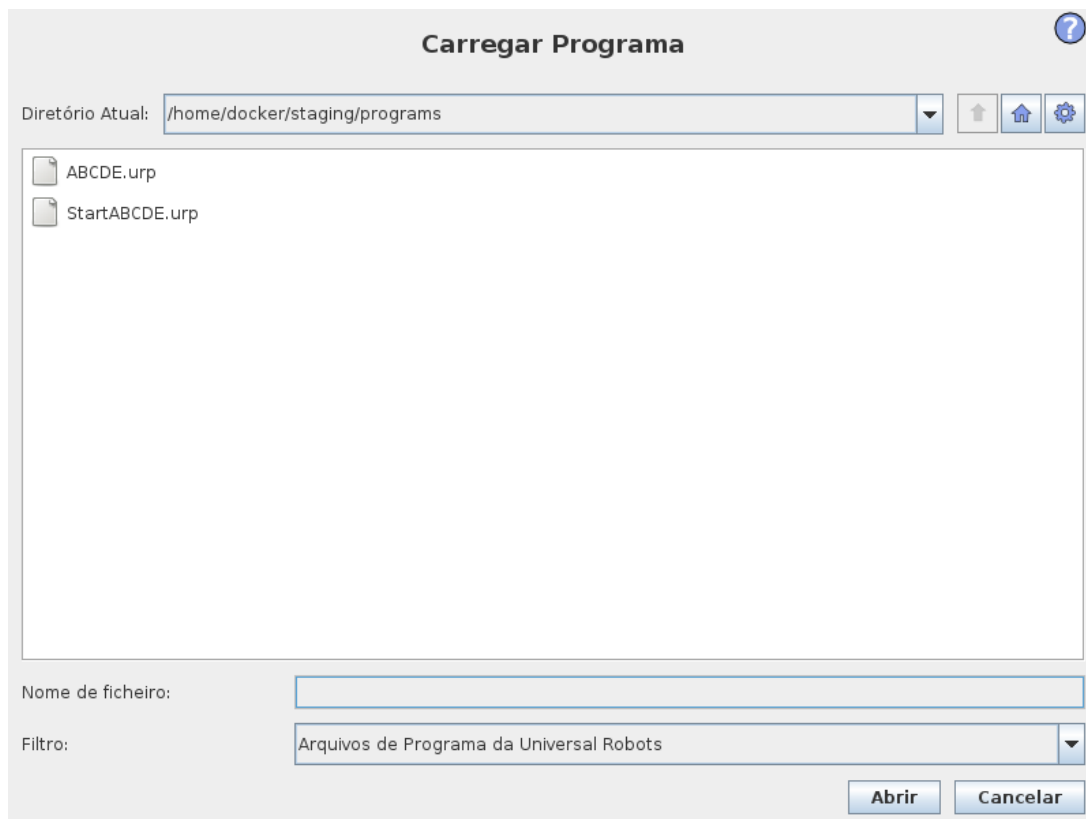 Carregar Programa
?
Diretório Atual: /home/docker/staging/programs
ABCDE.urp
StartABCDE.urp
Nome de ficheiro:
Filtro: Arquivos de Programa da Universal Robots
Abrir Cancelar